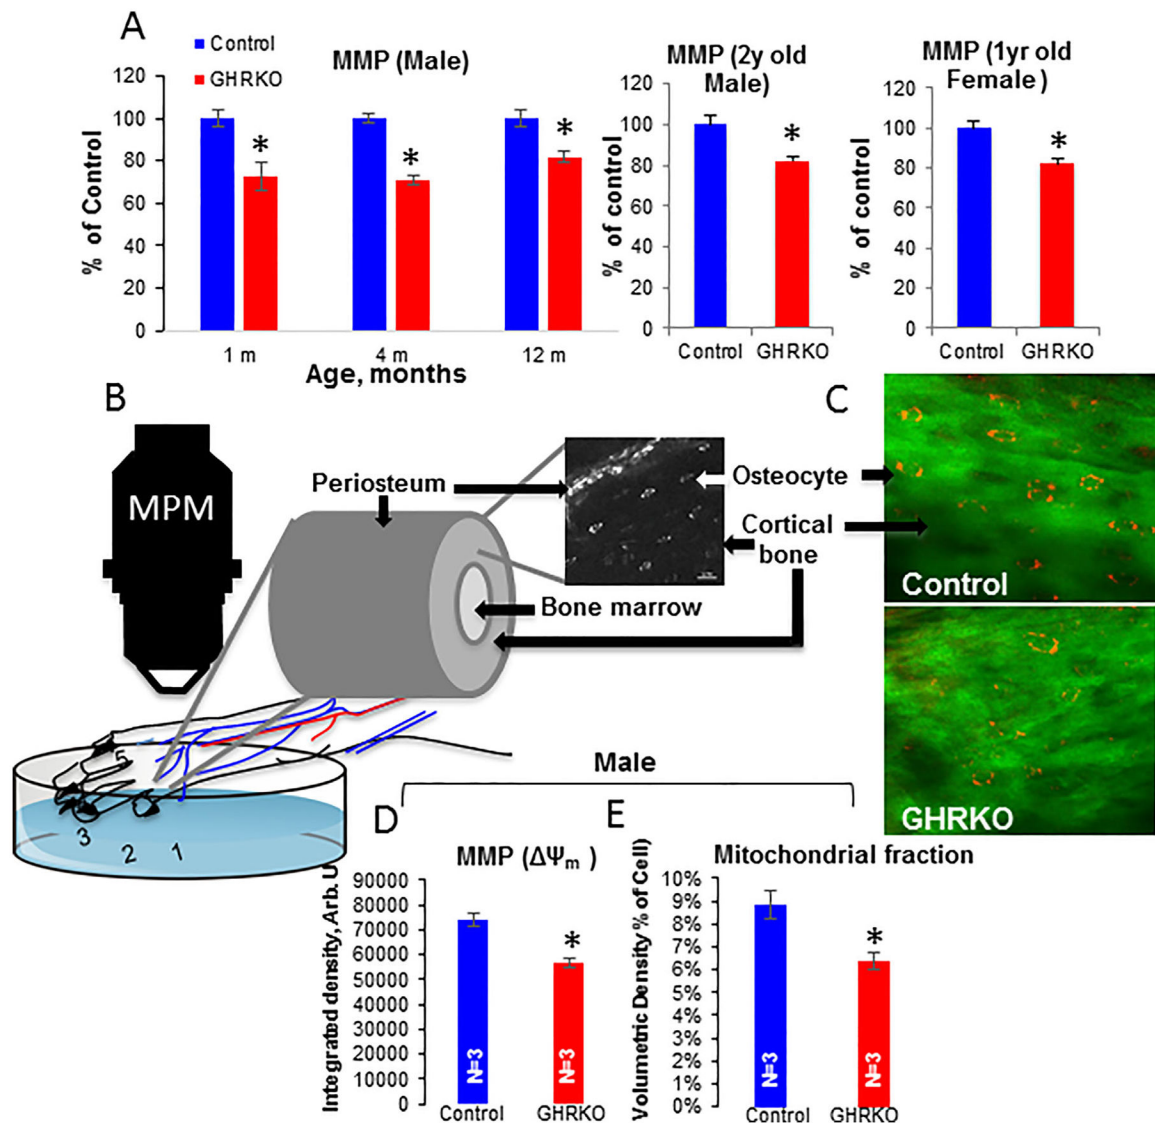 A
Control
GHRKO
MMP (Male)
% of Control
120
100
80
60
40
20
0
1 m
4 m
12 m
Age, months
*
*
*
MMP (2y old
Male)
% of control
120
100
80
60
40
20
0
*
Control
GHRKO
MMP (1yr old
Female )
% of control
120
100
80
60
40
20
0
*
Control
GHRKO
B
MPM
Periosteum
Osteocyte
Cortical
bone
Bone marrow
5
3
2
1
C
Control
GHRKO
Male
D
MMP (ΔΨm )
Integrated density, Arb. U
90000
80000
70000
60000
50000
40000
30000
20000
10000
0
*
N=3
N=3
Control
GHRKO
E
Mitochondrial fraction
Volumetric Density % of Cell)
10%
9%
8%
7%
6%
5%
4%
3%
2%
1%
0%
*
N=3
N=3
Control
GHRKO